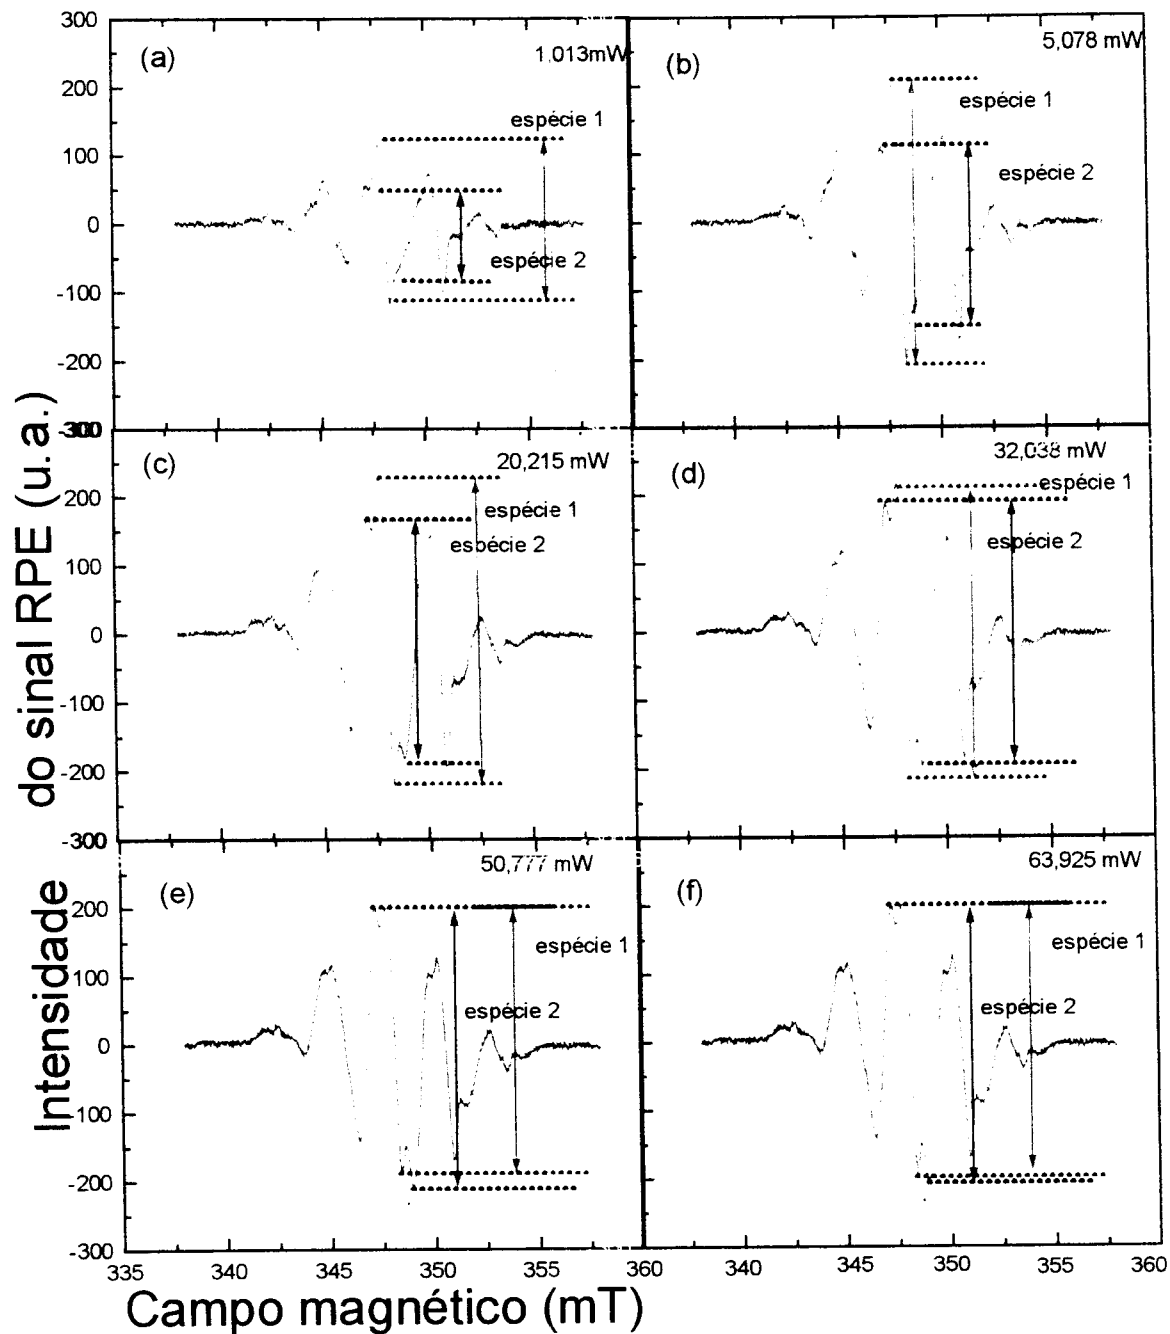 300
200
100
0
-100
-200
-300
(a)
1,013mW
espécie 1
espécie 2
(b)
5,078 mW
espécie 1
espécie 2
300
200
100
0
-100
-200
-300
(c)
20,215 mW
espécie 1
espécie 2
(d)
32,038 mW
espécie 1
espécie 2
300
200
100
0
-100
-200
-300
(e)
50,777 mW
espécie 1
espécie 2
(f)
63,925 mW
espécie 1
espécie 2
335 340 345 350 355 360 340 345 350 355 360
Intensidade do sinal RPE (u.a.)
Campo magnético (mT)